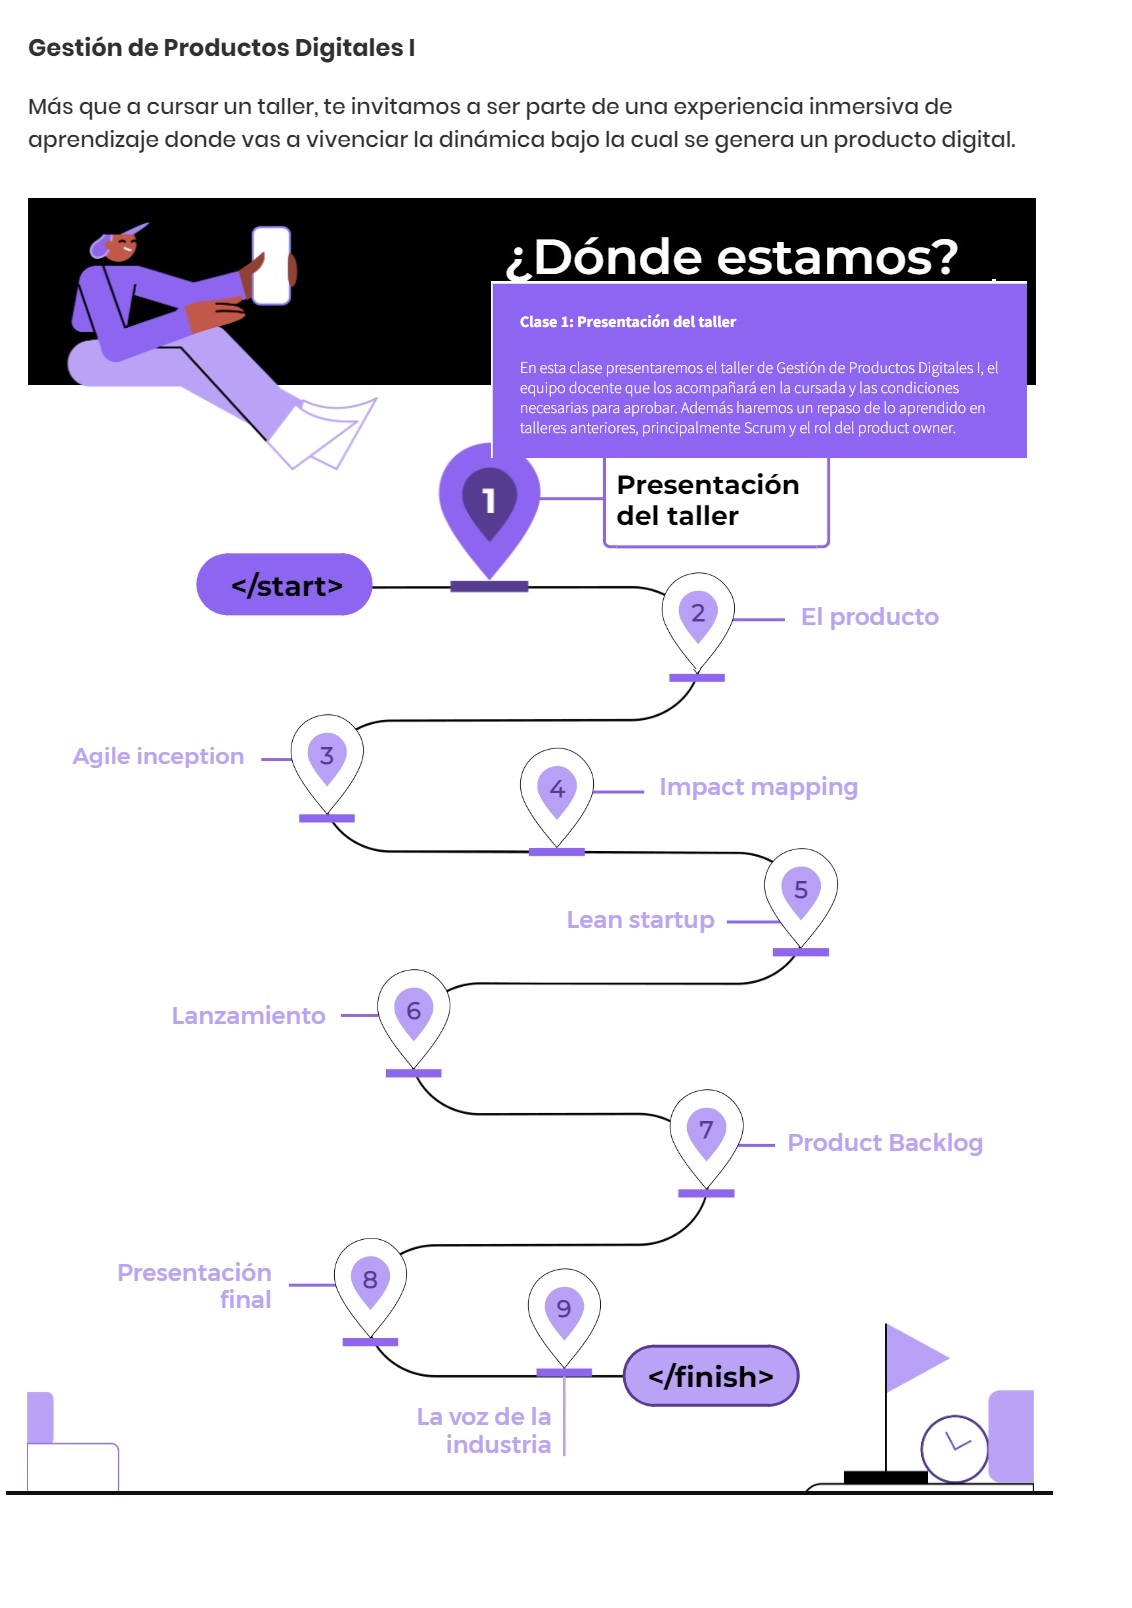 Gestión de Productos Digitales I
Más que a cursar un taller, te invitamos a ser parte de una experiencia inmersiva de
aprendizaje donde vas a vivenciar la dinámica bajo la cual se genera un producto digital.
¿Dónde estamos?
Clase 1: Presentación del taller
En esta clase presentaremos el taller de Gestión de Productos Digitales I, el
equipo docente que los acompañará en la cursada y las condiciones
necesarias para aprobar. Además haremos un repaso de lo aprendido en
talleres anteriores, principalmente Scrum y el rol del product owner.
1
Presentación
del taller
</start>
2
El producto
3
Agile inception
4
Impact mapping
5
Lean startup
6
Lanzamiento
7
Product Backlog
8
Presentación
final
9
</finish>
La voz de la
industria